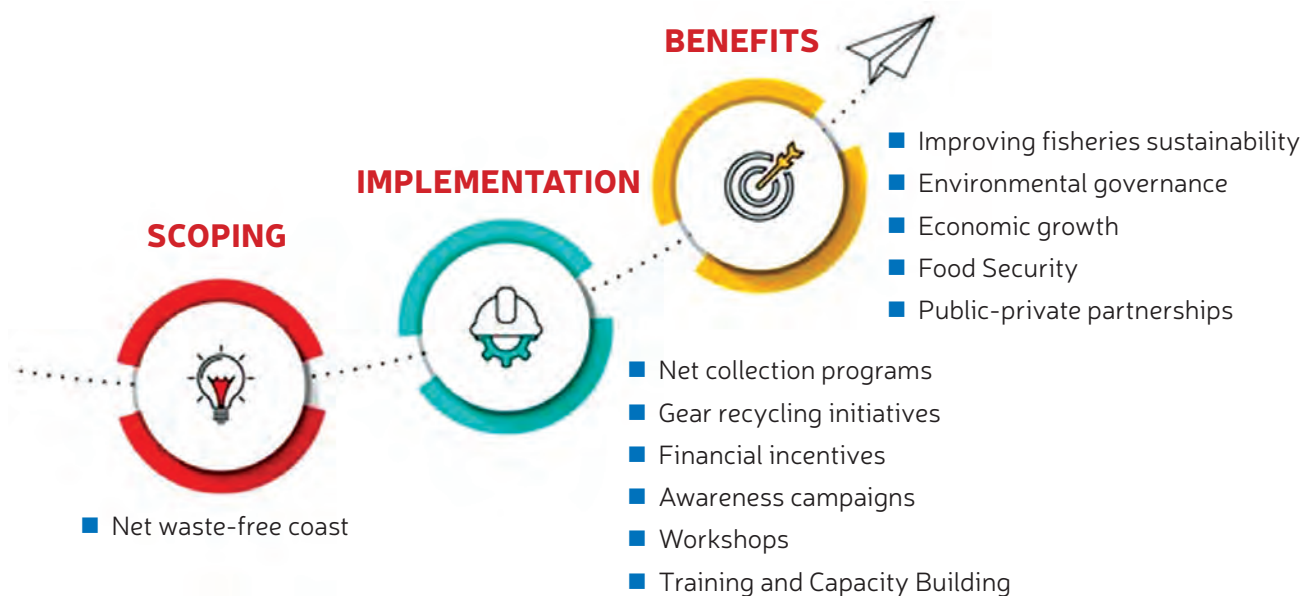 SCOPING
Net waste-free coast
IMPLEMENTATION
Net collection programs
Gear recycling initiatives
Financial incentives
Awareness campaigns
Workshops
Training and Capacity Building
BENEFITS
Improving fisheries sustainability
Environmental governance
Economic growth
Food Security
Public-private partnerships